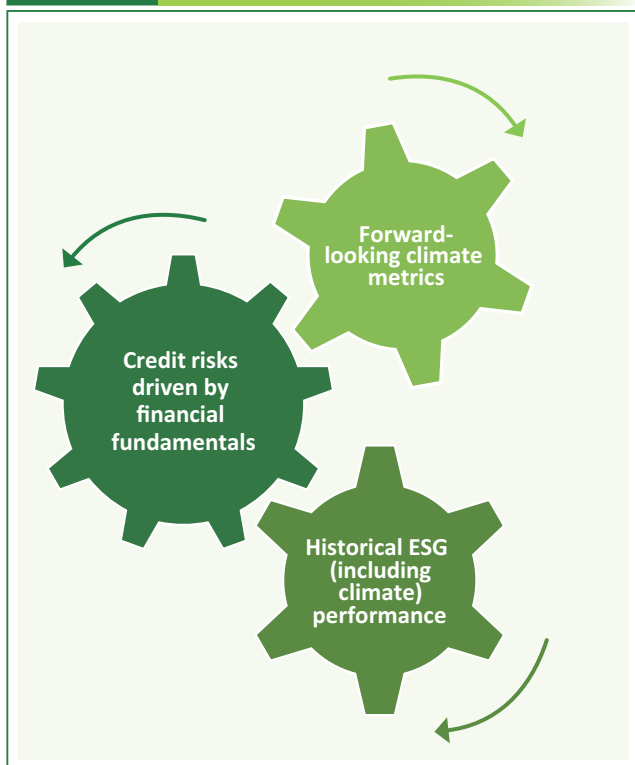 Forward-
looking climate
metrics
Credit risks
driven by
financial
fundamentals
Historical ESG
(including
climate)
performance